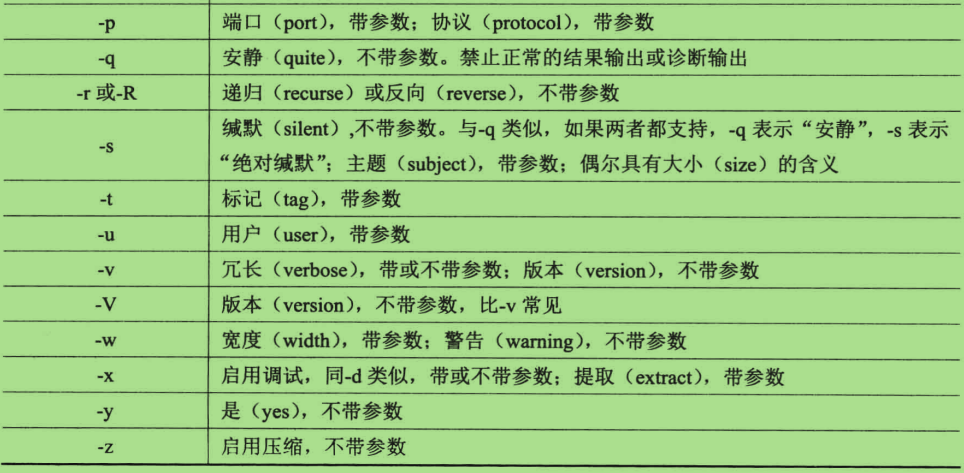 -p 端口（port），带参数；协议（protocol），带参数
-q 安静（quite），不带参数。禁止正常的结果输出或诊断输出
-r 或-R 递归（recurse）或反向（reverse），不带参数
-s 缄默（silent）,不带参数。与-q 类似，如果两者都支持，-q 表示“安静”，-s 表示
“绝对缄默”；主题（subject），带参数；偶尔具有大小（size）的含义
-t 标记（tag），带参数
-u 用户（user），带参数
-v 冗长（verbose），带或不带参数；版本（version），不带参数
-V 版本（version），不带参数，比-v 常见
-w 宽度（width），带参数；警告（warning），不带参数
-x 启用调试，同-d 类似，带或不带参数；提取（extract），带参数
-y 是（yes），不带参数
-z 启用压缩，不带参数